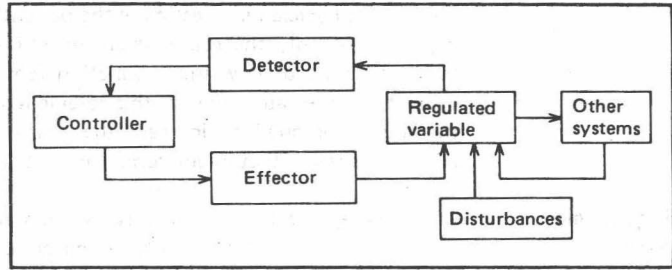 Detector
Controller
Regulated
variable
Other
systems
Effector
Disturbances